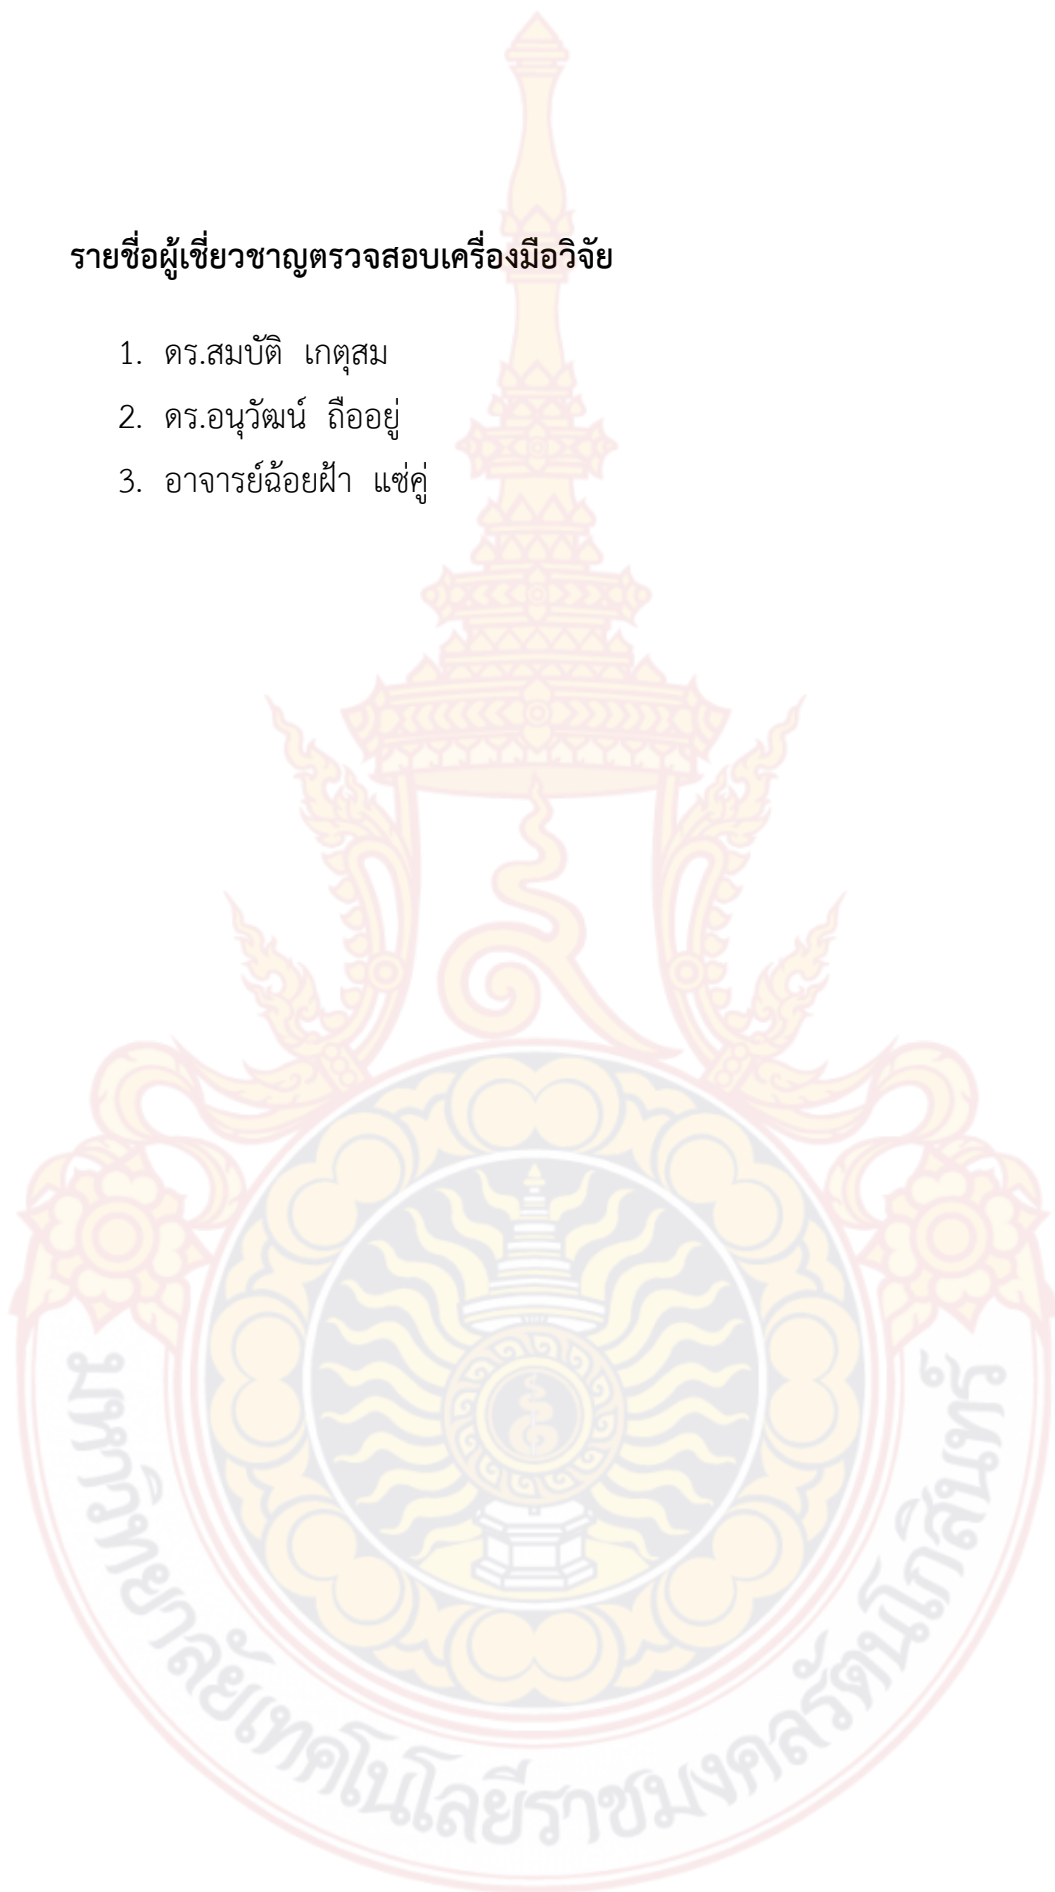 รายชื่อผู้เชี่ยวชาญตรวจสอบเครื่องมือวิจัย
1. ดร.สมบัติ เกตุสม
2. ดร.อนุวัฒน์ ถืออยู่
3. อาจารย์ฉ้อยฝ้า แซ่คู่
มหาวิทยาลัยเทคโนโลยีราชมงคลรัตนโกสินทร์